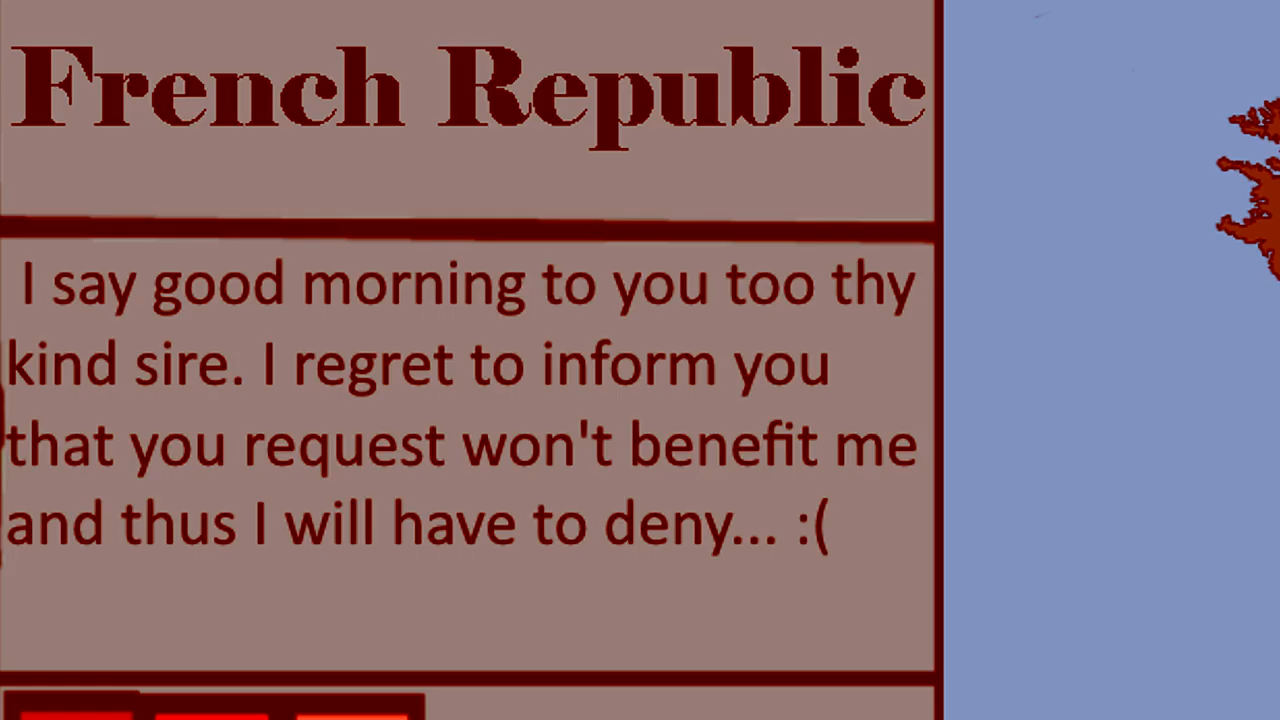 French Republic
I say good morning to you too thy
kind sire. I regret to inform you
that you request won't benefit me
and thus I will have to deny... :(